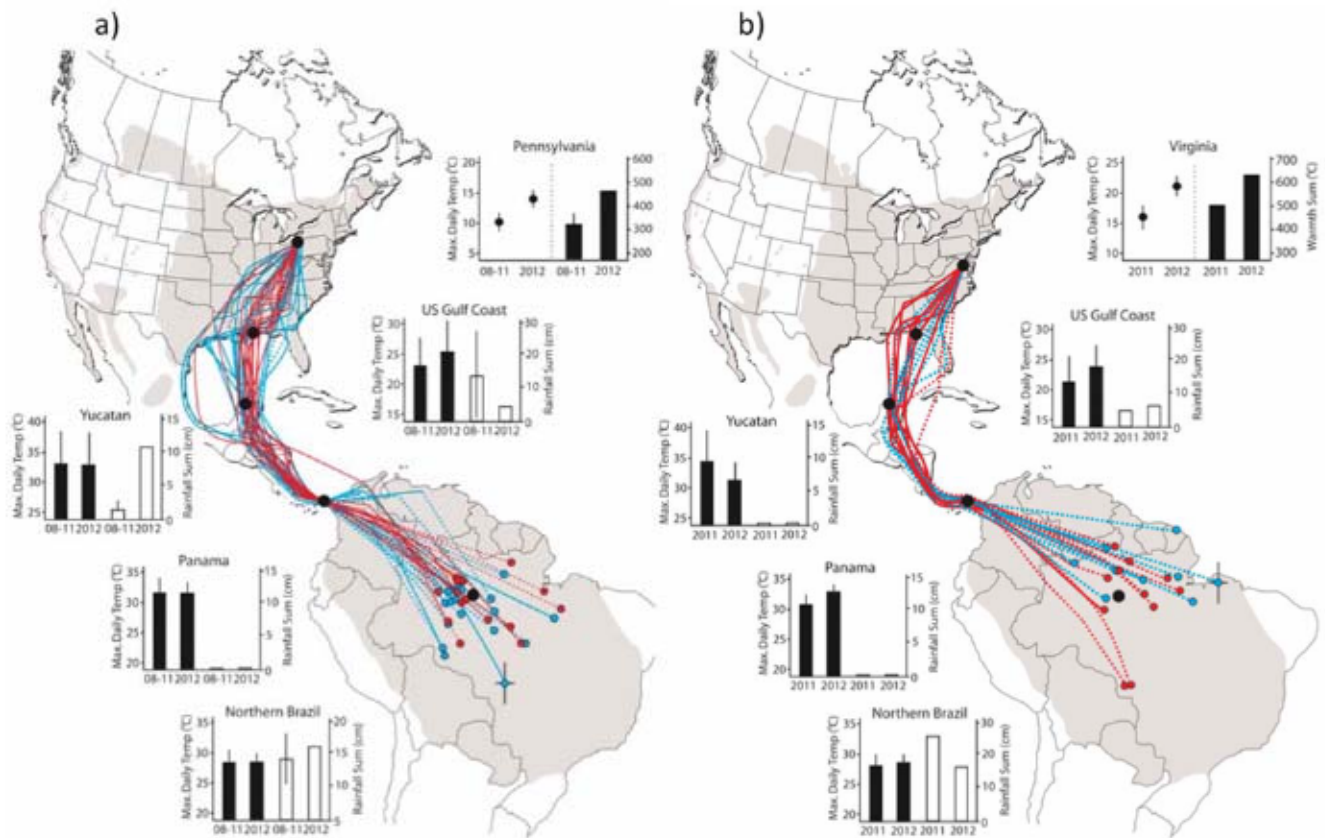 a)
Pennsylvania
Max. Daily Temp (℃)
20
15
10
5
600
500
400
300
200
08-11 2012 08-11 2012
US Gulf Coast
Max. Daily Temp (℃)
30
25
20
15
30
20
10
0
Rainfall Sum (cm)
08-11 2012 08-11 2012
Yucatan
Max. Daily Temp (℃)
40
35
30
25
15
10
5
0
Rainfall Sum (cm)
08-11 2012 08-11 2012
Panama
Max. Daily Temp (℃)
35
30
25
20
15
10
5
0
Rainfall Sum (cm)
08-11 2012 08-11 2012
Northern Brazil
Max. Daily Temp (℃)
35
30
25
20
20
15
10
5
Rainfall Sum (cm)
08-11 2012 08-11 2012
b)
Virginia
Max. Daily Temp (℃)
25
20
15
10
700
600
500
400
300
Warmth Sum (℃)
2011 2012 2011 2012
US Gulf Coast
Max. Daily Temp (℃)
30
25
20
15
30
20
10
0
Rainfall Sum (cm)
2011 2012 2011 2012
Yucatan
Max. Daily Temp (℃)
40
35
30
25
15
10
5
0
Rainfall Sum (cm)
2011 2012 2011 2012
Panama
Max. Daily Temp (℃)
35
30
25
20
15
10
5
0
Rainfall Sum (cm)
2011 2012 2011 2012
Northern Brazil
Max. Daily Temp (℃)
35
30
25
20
30
20
10
0
Rainfall Sum (cm)
2011 2012 2011 2012